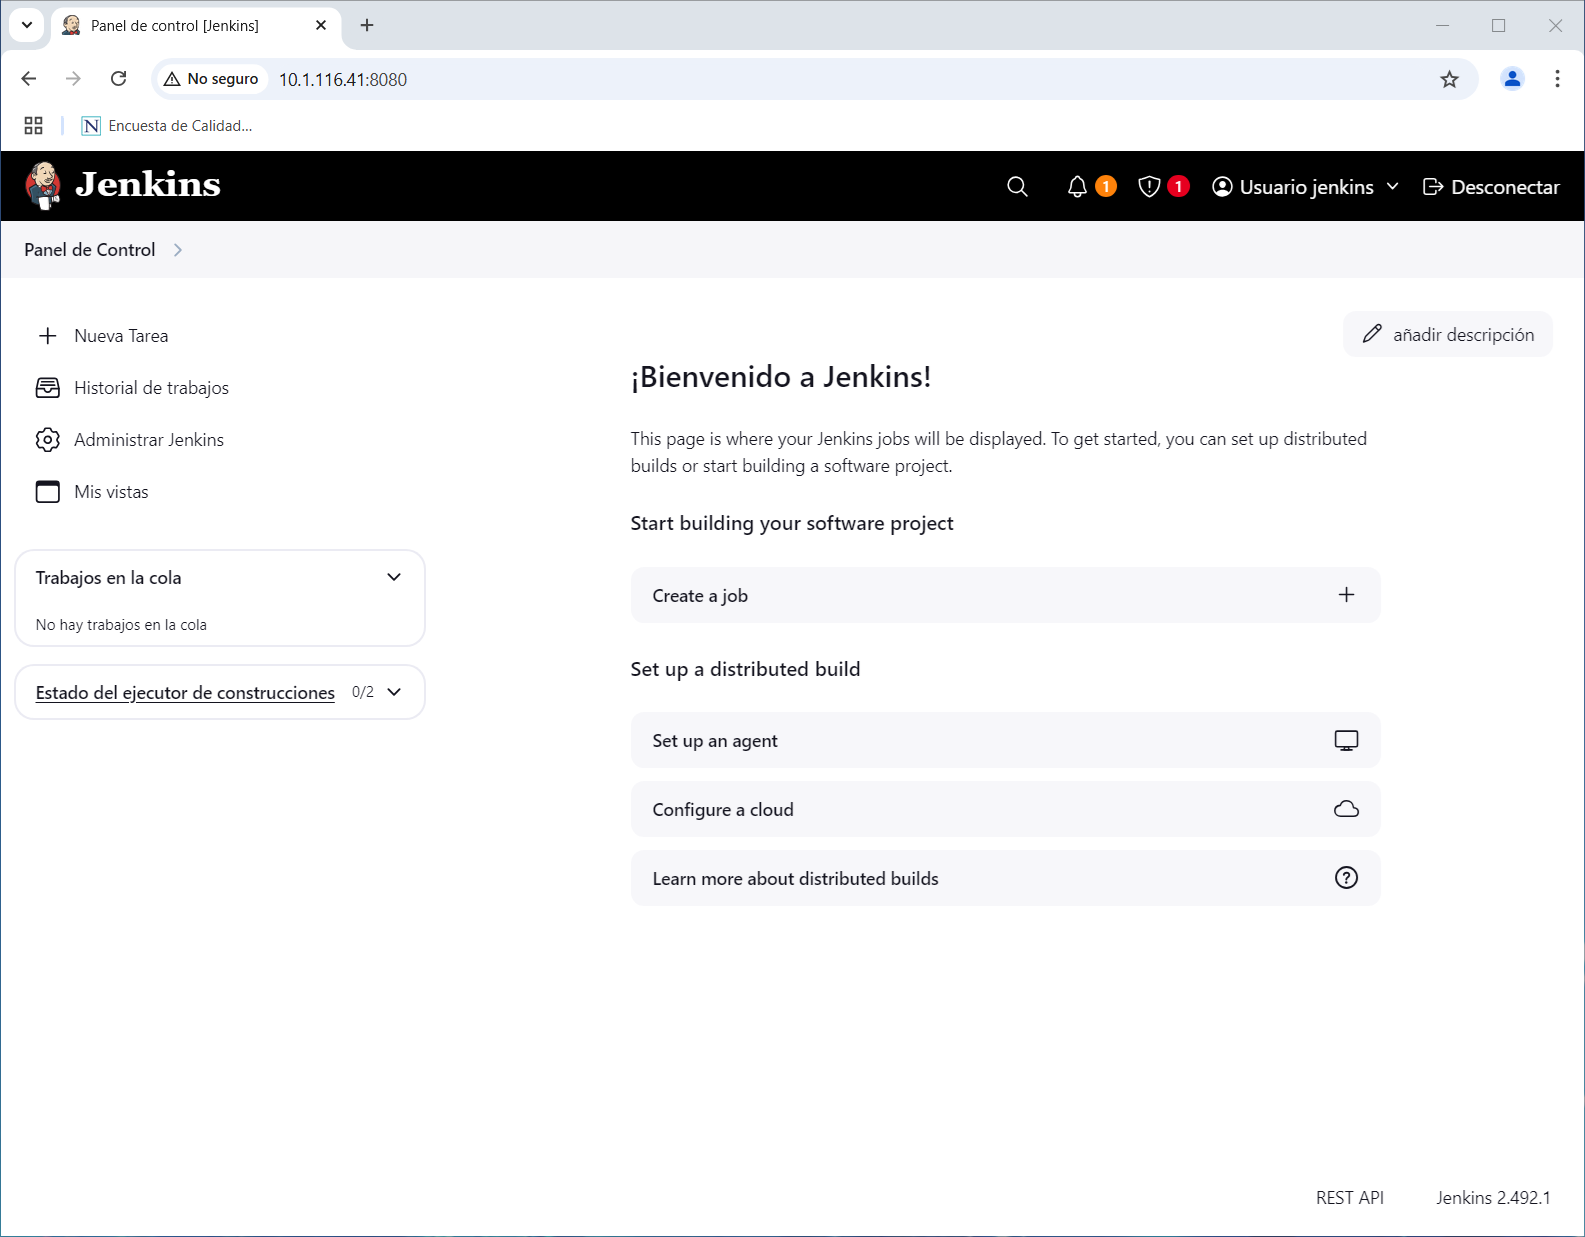 Panel de control [Jenkins]
No seguro
10.1.116.41:8080
N Encuesta de Calidad...
Jenkins
1
1
Usuario jenkins
Desconectar
Panel de Control
Nueva Tarea
Historial de trabajos
Administrar Jenkins
Mis vistas
Trabajos en la cola
No hay trabajos en la cola
Estado del ejecutor de construcciones 0/2
añadir descripción
¡Bienvenido a Jenkins!
This page is where your Jenkins jobs will be displayed. To get started, you can set up distributed
builds or start building a software project.
Start building your software project
Create a job
Set up a distributed build
Set up an agent
Configure a cloud
Learn more about distributed builds
REST API
Jenkins 2.492.1